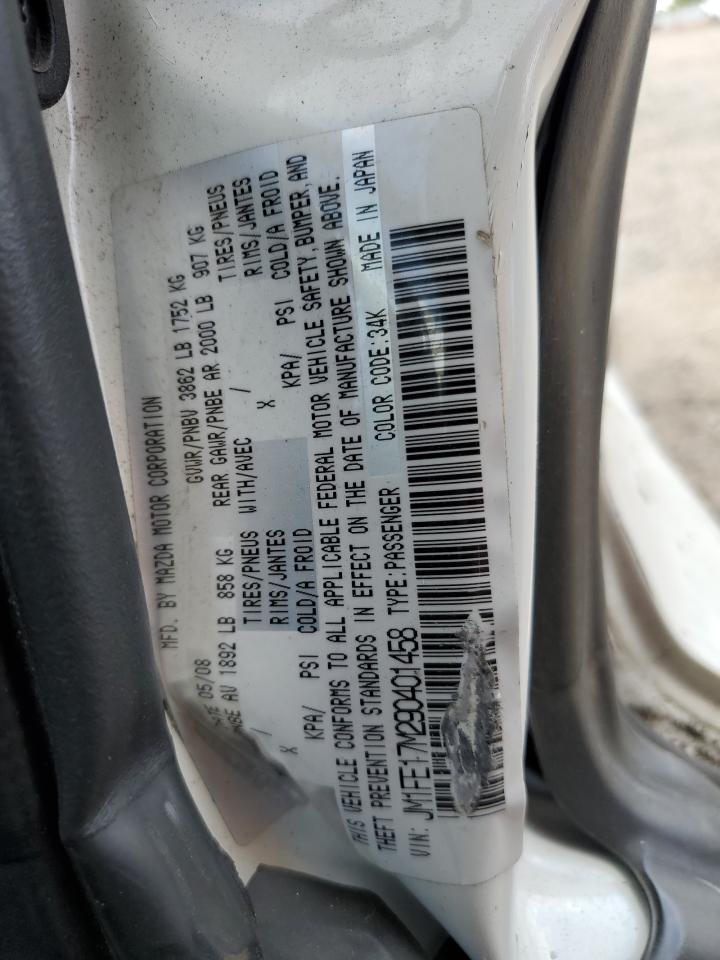 MFD. BY MAZDA MOTOR CORPORATION
05/08 GVWR/PNBV 3862 LB 1752 KG
AV 1892 LB 858 KG REAR GAWR/PNBE AR 2000 LB 907 KG
TIRES/PNEUS WITH/AVEC / TIRES/PNEUS
X RIMS/JANTES X RIMS/JANTES
KPA/ PSI COLD/A FROID KPA/ PSI COLD/A FROID
THIS VEHICLE CONFORMS TO ALL APPLICABLE FEDERAL MOTOR VEHICLE SAFETY, BUMPER, AND
THEFT PREVENTION STANDARDS IN EFFECT ON THE DATE OF MANUFACTURE SHOWN ABOVE.
VIN: JM1FE17M290401458 TYPE:PASSENGER COLOR CODE:34K MADE IN JAPAN